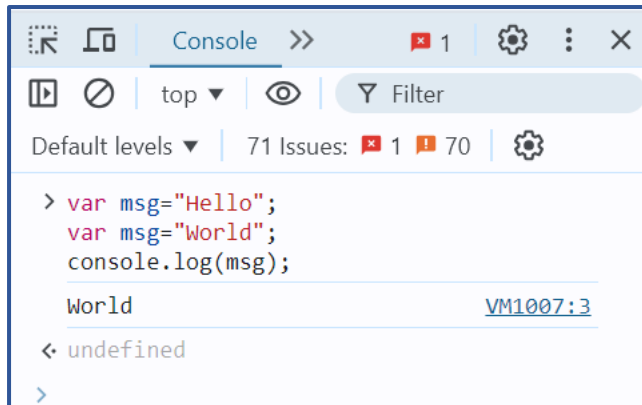 Console 1
top Filter
Default levels 71 Issues: 1 70
var msg="Hello";
var msg="World";
console.log(msg);
World VM1007:3
undefined